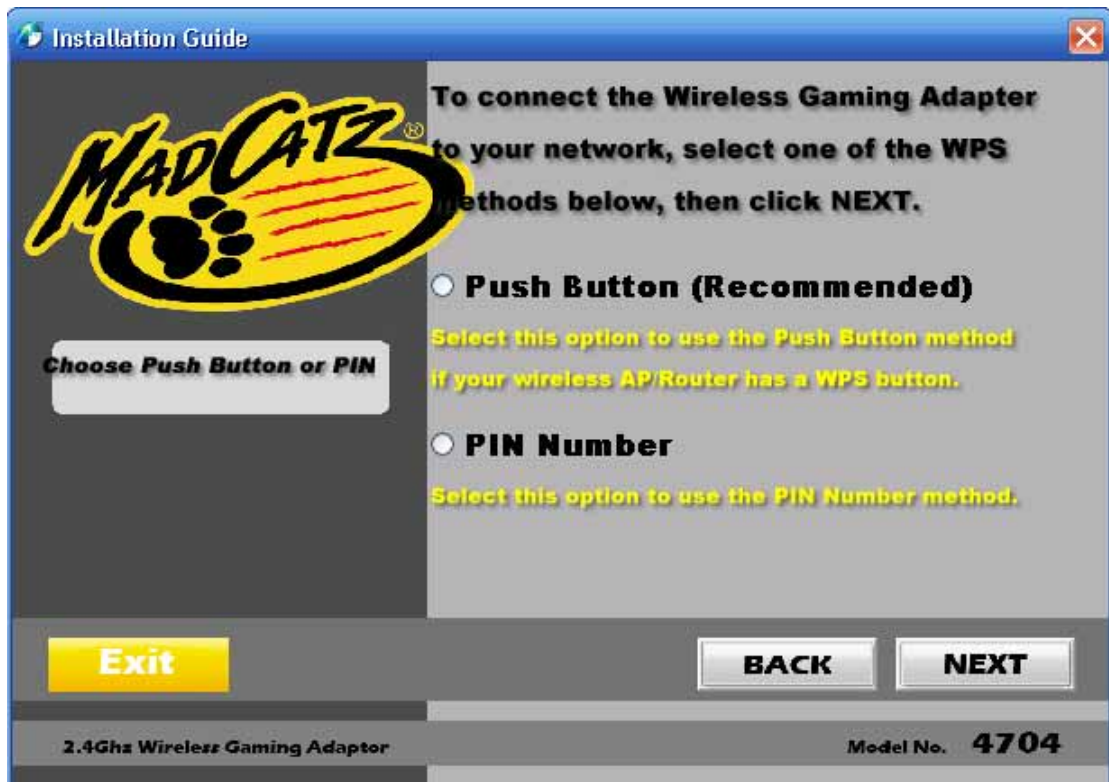 Installation Guide
MAD CATZ®
To connect the Wireless Gaming Adapter
to your network, select one of the WPS
methods below, then click NEXT.
Push Button (Recommended)
Select this option to use the Push Button method
if your wireless AP/Router has a WPS button.
Choose Push Button or PIN
PIN Number
Select this option to use the PIN Number method.
Exit
BACK
NEXT
2.4Ghz Wireless Gaming Adaptor
Model No. 4704